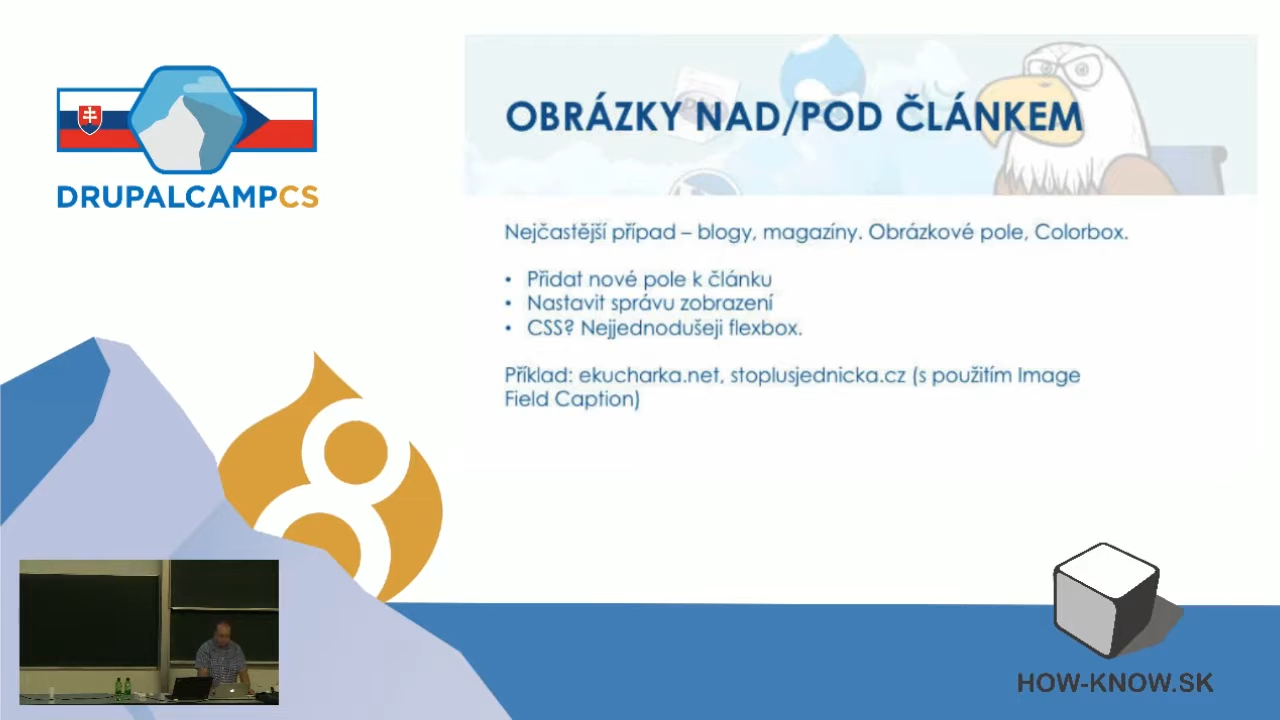 DRUPALCAMPCS
OBRÁZKY NAD/POD ČLÁNKEM
Nejčastější případ – blogy, magazíny. Obrázkové pole, Colorbox.
• Přidat nové pole k článku
• Nastavit správu zobrazení
• CSS? Nejjednodušeji flexbox.
Příklad: ekucharka.net, stoplusjednicka.cz (s použitím Image
Field Caption)
8
HOW-KNOW.SK